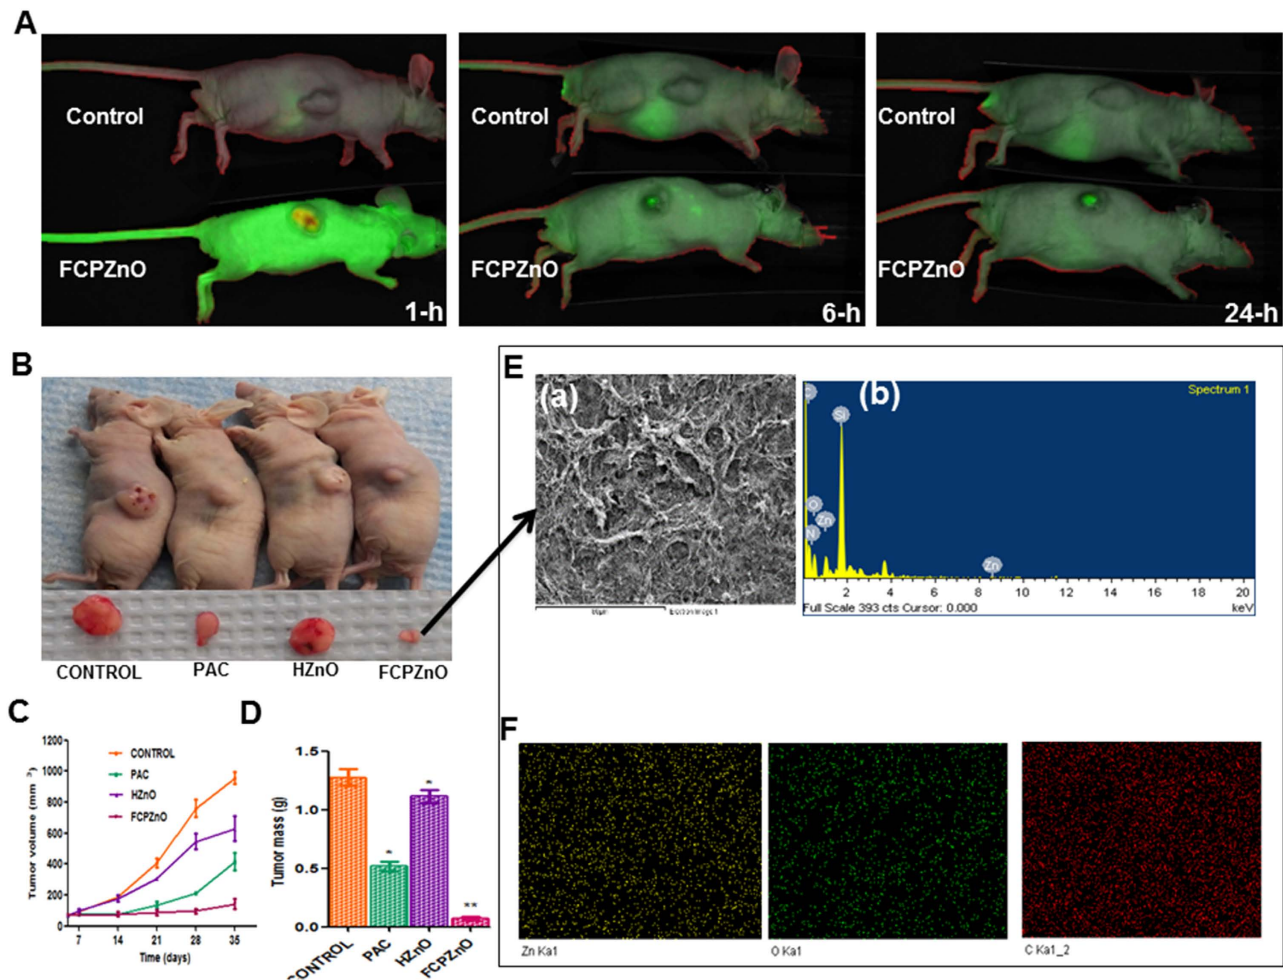 A
Control
FCPZnO
1-h
Control
FCPZnO
6-h
Control
FCPZnO
24-h
B
CONTROL
PAC
HZnO
FCPZnO
E
(a)
(b)
Spectrum 1
Si
O
Zn
N
Zn
2 4 6 8 10 12 14 16 18 20
Full Scale 393 cts Cursor: 0.000
keV
C
1200
1000
800
600
400
200
0
Tumor volume (mm 3)
CONTROL
PAC
HZnO
FCPZnO
7 14 21 28 35
Time (days)
D
1.5
1.0
0.5
0.0
Tumor mass (g)
*
*
**
CONTROL
PAC
HZnO
FCPZnO
F
Zn Ka1
O Ka1
C Ka1_2